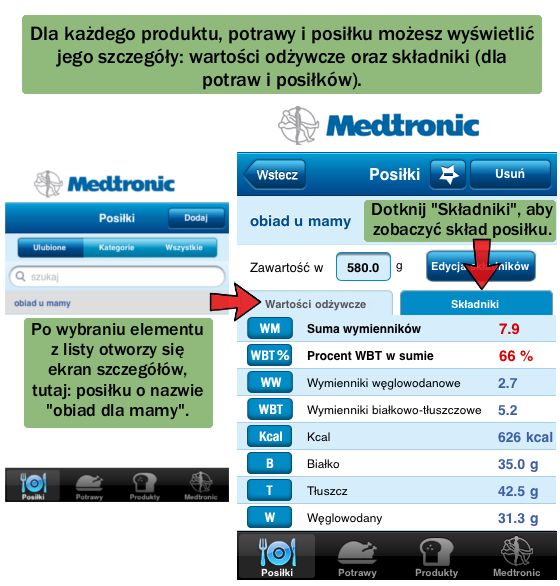 Dla każdego produktu, potrawy i posiłku możesz wyświetlić
jego szczegóły: wartości odżywcze oraz składniki (dla
potraw i posiłków).
Medtronic
Posiłki
Dodaj
Ulubione
Kategorie
Wszystkie
szukaj
obiad u mamy
Po wybraniu elementu
z listy otworzy się
ekran szczegółów,
tutaj: posiłku o nazwie
"obiad dla mamy".
Posiłki
Potrawy
Produkty
Medtronic
Medtronic
Wstecz
Posiłki
Usuń
obiad u mamy
Dotknij "Składniki", aby
zobaczyć skład posiłku.
Zawartość w
580.0
g
Edycja składników
Wartości odżywcze
Składniki
WM Suma wymienników 7.9
WBT% Procent WBT w sumie 66 %
WW Wymienniki węglowodanowe 2.7
WBT Wymienniki białkowo-tłuszczowe 5.2
Kcal Kcal 626 kcal
B Białko 35.0 g
T Tłuszcz 42.5 g
W Węglowodany 31.3 g
Posiłki
Potrawy
Produkty
Medtronic